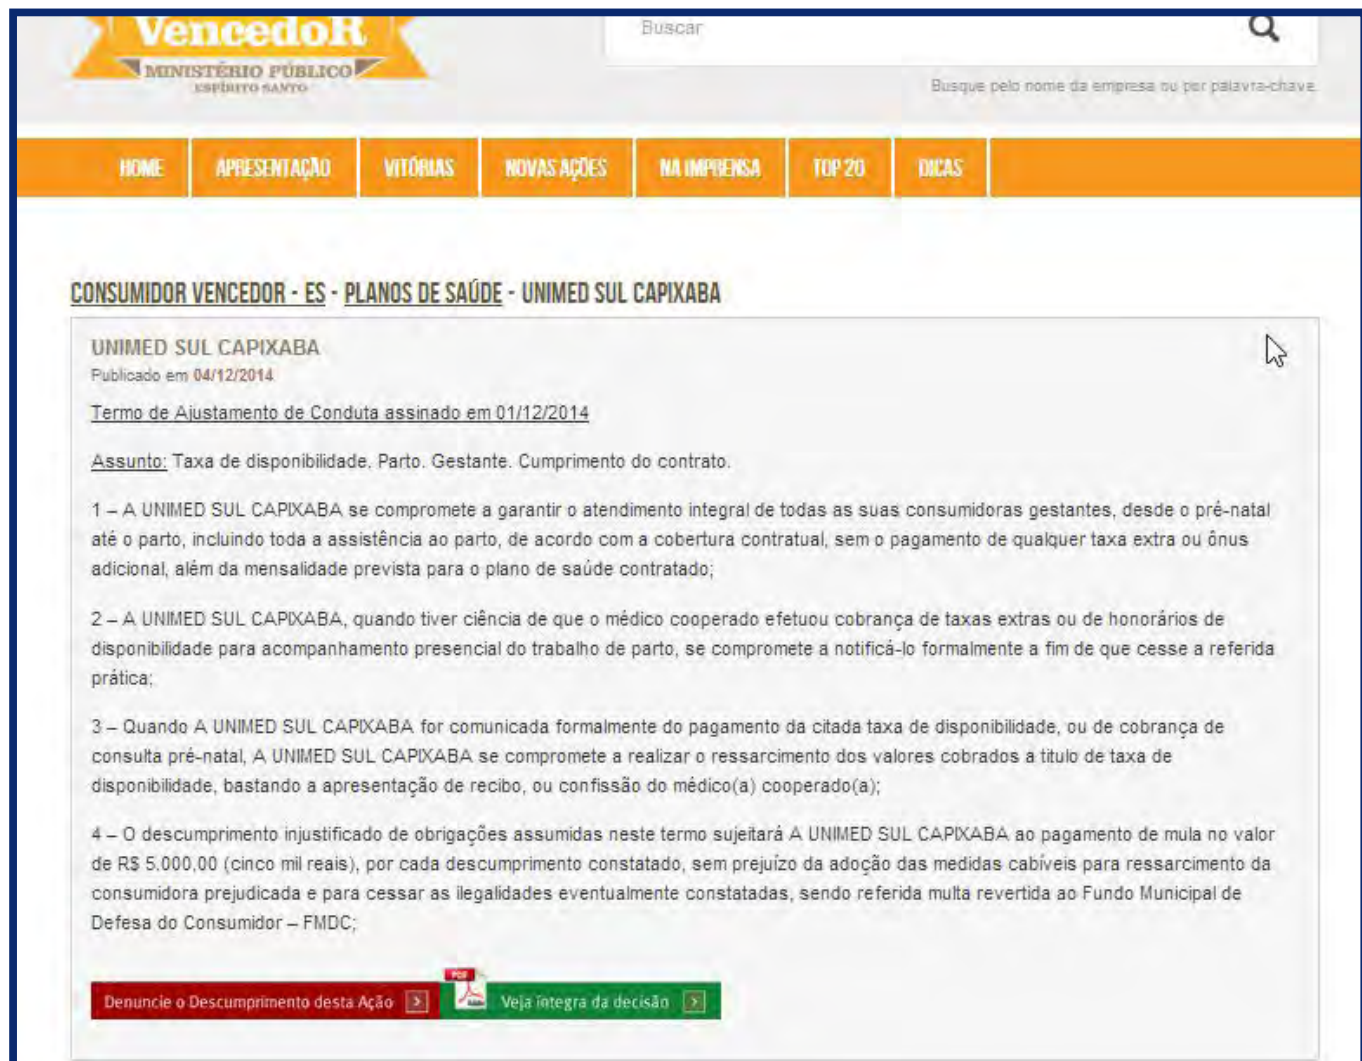 VencedoR
MINISTÉRIO PÚBLICO
ESPÍRITO SANTO
Buscar
Busque pelo nome da empresa ou por palavra-chave.
HOME APRESENTAÇÃO VITÓRIAS NOVAS AÇÕES NA IMPRENSA TOP 20 DICAS
CONSUMIDOR VENCEDOR - ES - PLANOS DE SAÚDE - UNIMED SUL CAPIXABA
UNIMED SUL CAPIXABA
Publicado em 04/12/2014
Termo de Ajustamento de Conduta assinado em 01/12/2014
Assunto: Taxa de disponibilidade. Parto. Gestante. Cumprimento do contrato.
1 – A UNIMED SUL CAPIXABA se compromete a garantir o atendimento integral de todas as suas consumidoras gestantes, desde o pré-natal
até o parto, incluindo toda a assistência ao parto, de acordo com a cobertura contratual, sem o pagamento de qualquer taxa extra ou ônus
adicional, além da mensalidade prevista para o plano de saúde contratado;
2 – A UNIMED SUL CAPIXABA, quando tiver ciência de que o médico cooperado efetuou cobrança de taxas extras ou de honorários de
disponibilidade para acompanhamento presencial do trabalho de parto, se compromete a notificá-lo formalmente a fim de que cesse a referida
prática;
3 – Quando A UNIMED SUL CAPIXABA for comunicada formalmente do pagamento da citada taxa de disponibilidade, ou de cobrança de
consulta pré-natal, A UNIMED SUL CAPIXABA se compromete a realizar o ressarcimento dos valores cobrados a titulo de taxa de
disponibilidade, bastando a apresentação de recibo, ou confissão do médico(a) cooperado(a);
4 – O descumprimento injustificado de obrigações assumidas neste termo sujeitará A UNIMED SUL CAPIXABA ao pagamento de mula no valor
de R$ 5.000,00 (cinco mil reais), por cada descumprimento constatado, sem prejuízo da adoção das medidas cabíveis para ressarcimento da
consumidora prejudicada e para cessar as ilegalidades eventualmente constatadas, sendo referida multa revertida ao Fundo Municipal de
Defesa do Consumidor – FMDC;
Denuncie o Descumprimento desta Ação PDF Veja íntegra da decisão